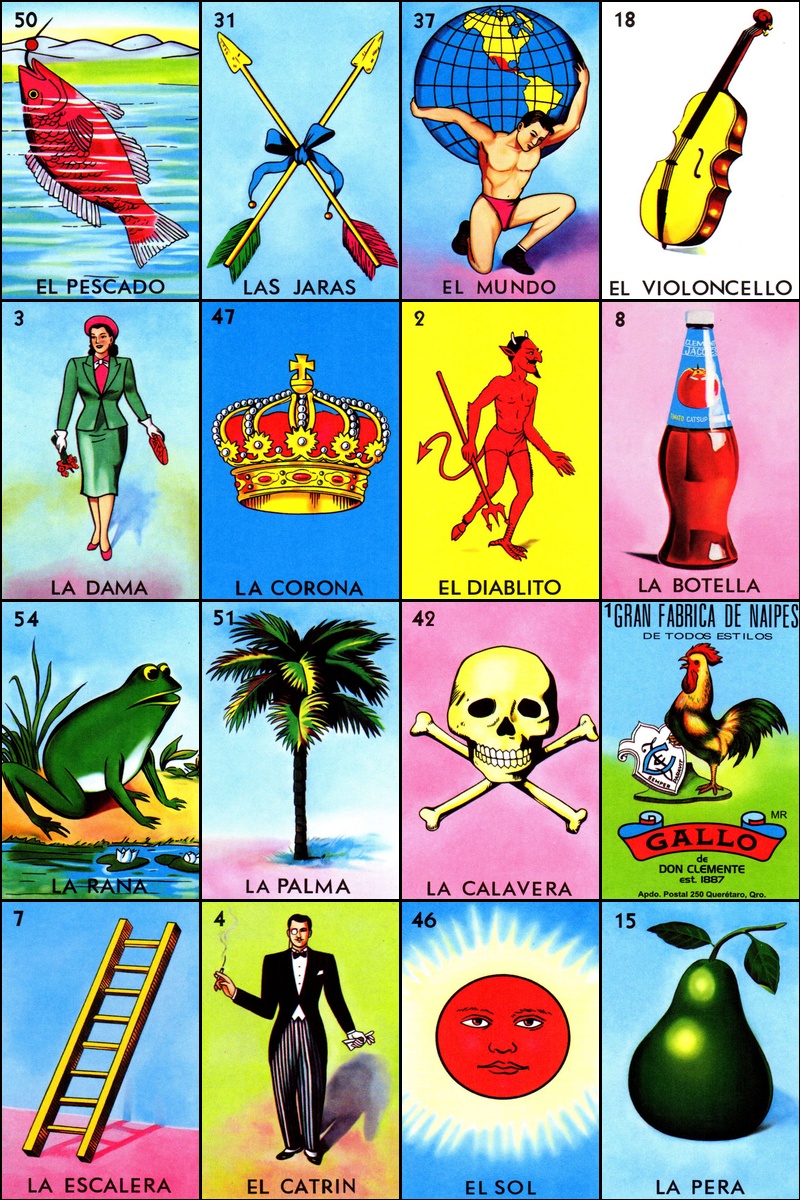 50
EL PESCADO
31
LAS JARAS
37
EL MUNDO
18
EL VIOLONCELLO
3
LA DAMA
47
LA CORONA
2
EL DIABLITO
8
JACQUES
CATSUP
LA BOTELLA
54
LA RANA
51
LA PALMA
42
LA CALAVERA
1
GRAN FABRICA DE NAIPES
DE TODOS ESTILOS
SEMPER
MR
GALLO
de
DON CLEMENTE
est. 1887
Apdo. Postal 250 Querétaro, Qro.
7
LA ESCALERA
4
EL CATRIN
46
EL SOL
15
LA PERA